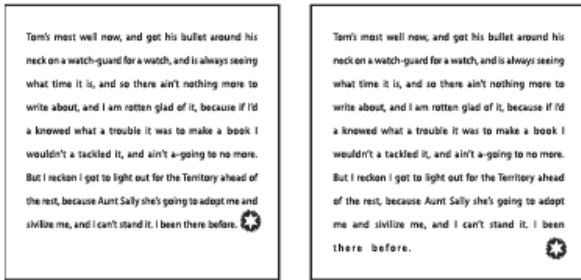 Tom's most well now, and got his bullet around his
neck on a watch-guard for a watch, and is always seeing
what time it is, and so there ain't nothing more to
write about, and I am rotten glad of it, because if I'd
a knowed what a trouble it was to make a book I
wouldn't a tackled it, and ain't a-going to no more.
But I reckon I got to light out for the Territory ahead of
the rest, because Aunt Sally she's going to adopt me and
sivilize me, and I can't stand it. I been there before.
Tom's most well now, and got his bullet around his
neck on a watch-guard for a watch, and is always seeing
what time it is, and so there ain't nothing more to
write about, and I am rotten glad of it, because if I'd
a knowed what a trouble it was to make a book I
wouldn't a tackled it, and ain't a-going to no more.
But I reckon I got to light out for the Territory ahead
of the rest, because Aunt Sally she's going to adopt
me and sivilize me, and I can't stand it. I been
there before.